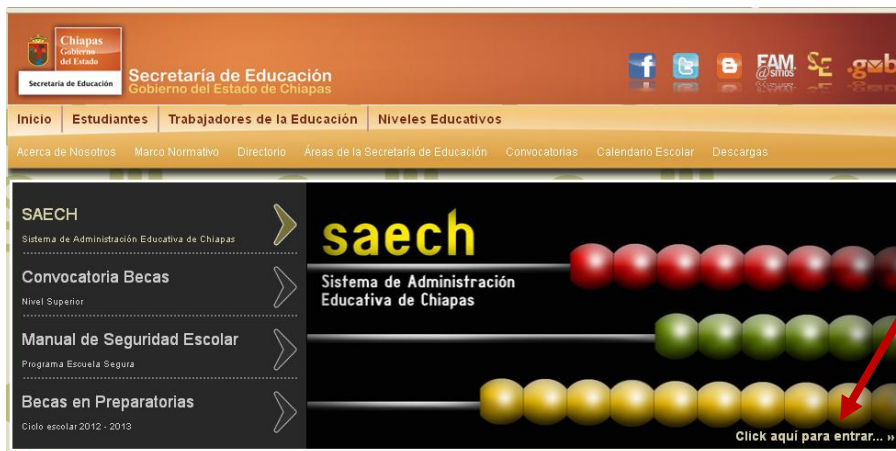 Chiapas
Gobierno
del Estado
Secretaría de Educación
Secretaría de Educación
Gobierno del Estado de Chiapas
FAM.
@sitios
SE
.gob
Inicio Estudiantes Trabajadores de la Educación Niveles Educativos
Acerca de Nosotros Marco Normativo Directorio Áreas de la Secretaría de Educación Convocatorias Calendario Escolar Descargas
SAECH
Sistema de Administración Educativa de Chiapas
Convocatoria Becas
Nivel Superior
Manual de Seguridad Escolar
Programa Escuela Segura
Becas en Preparatorias
Ciclo escolar 2012 - 2013
saech
Sistema de Administración
Educativa de Chiapas
Click aquí para entrar... »